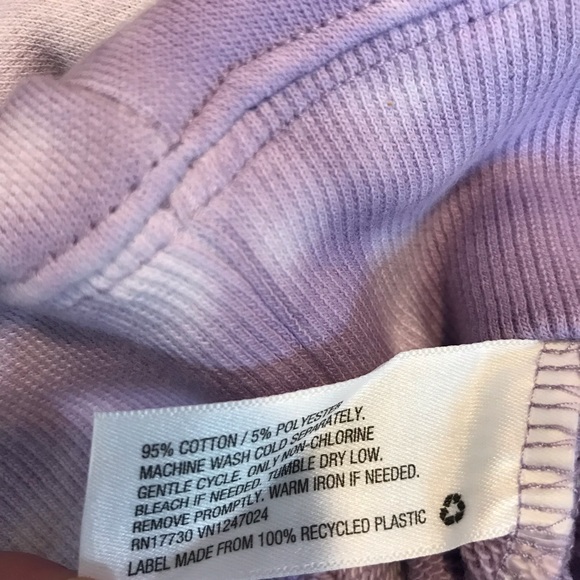 95% COTTON / 5% POLYESTER
MACHINE WASH COLD SEPARATELY.
GENTLE CYCLE. ONLY NON-CHLORINE
BLEACH IF NEEDED. TUMBLE DRY LOW.
REMOVE PROMPTLY. WARM IRON IF NEEDED.
RN17730 VN1247024
LABEL MADE FROM 100% RECYCLED PLASTIC